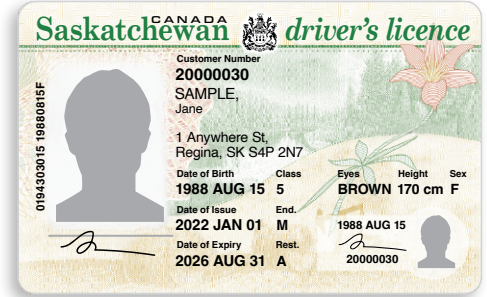 CANADA
Saskatchewan driver's licence
Customer Number
20000030
SAMPLE,
Jane
1 Anywhere St,
Regina, SK S4P 2N7
Date of Birth Class Eyes Height Sex
1988 AUG 15 5 BROWN 170 cm F
Date of Issue End.
2022 JAN 01 M 1988 AUG 15
Date of Expiry Rest.
2026 AUG 31 A 20000030
0194303015 19880815F